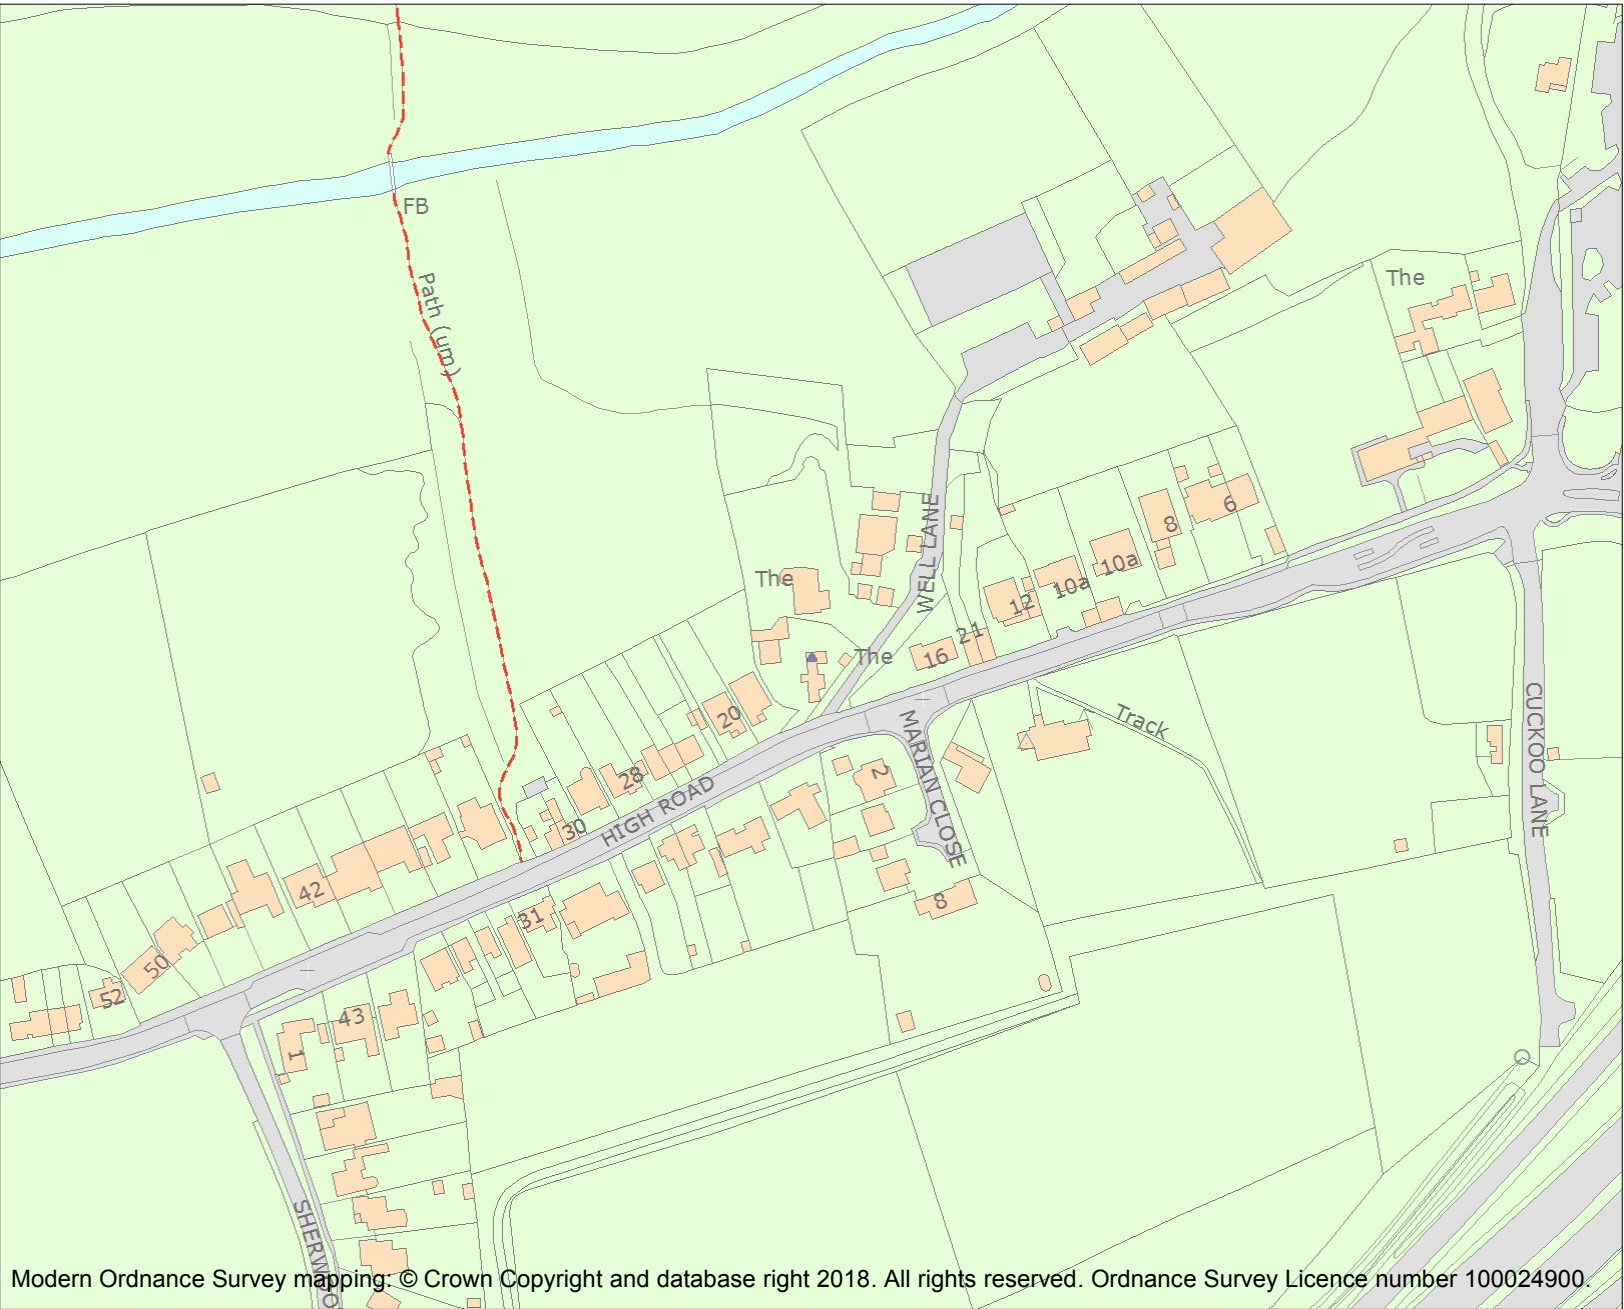 FB
Path (um)
The
WELL LANE
6
8
10a
10a
12
21
16
The
The
20
28
HIGH ROAD
30
MARIAN CLOSE
2
8
Track
CUCKOO LANE
42
31
50
52
43
1
SHERWOO
Modern Ordnance Survey mapping: © Crown Copyright and database right 2018. All rights reserved. Ordnance Survey Licence number 100024900.